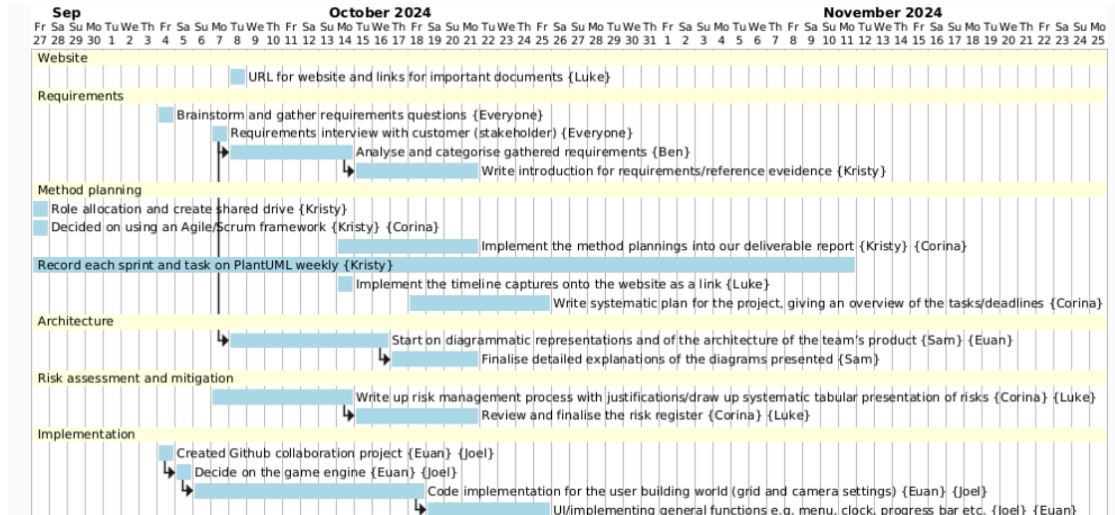 Sep October 2024 November 2024
Fr Sa Su Mo Tu We Th Fr Sa Su Mo Tu We Th Fr Sa Su Mo Tu We Th Fr Sa Su Mo Tu We Th Fr Sa Su Mo Tu We Th Fr Sa Su Mo Tu We Th Fr Sa Su Mo Tu We Th Fr Sa Su Mo Tu We Th Fr Sa Su Mo
27 28 29 30 1 2 3 4 5 6 7 8 9 10 11 12 13 14 15 16 17 18 19 20 21 22 23 24 25 26 27 28 29 30 31 1 2 3 4 5 6 7 8 9 10 11 12 13 14 15 16 17 18 19 20 21 22 23 24 25
Website
URL for website and links for important documents {Luke}
Requirements
Brainstorm and gather requirements questions {Everyone}
Requirements interview with customer (stakeholder) {Everyone}
Analyse and categorise gathered requirements {Ben}
Write introduction for requirements/reference eveidence {Kristy}
Method planning
Role allocation and create shared drive {Kristy}
Decided on using an Agile/Scrum framework {Kristy} {Corina}
Implement the method plannings into our deliverable report {Kristy} {Corina}
Record each sprint and task on PlantUML weekly {Kristy}
Implement the timeline captures onto the website as a link {Luke}
Write systematic plan for the project, giving an overview of the tasks/deadlines {Corina}
Architecture
Start on diagrammatic representations and of the architecture of the team's product {Sam} {Euan}
Finalise detailed explanations of the diagrams presented {Sam}
Risk assessment and mitigation
Write up risk management process with justifications/draw up systematic tabular presentation of risks {Corina} {Luke}
Review and finalise the risk register {Corina} {Luke}
Implementation
Created Github collaboration project {Euan} {Joel}
Decide on the game engine {Euan} {Joel}
Code implementation for the user building world (grid and camera settings) {Euan} {Joel}
UI/implementing general functions e.g. menu, clock, progress bar etc. {Joel} {Euan}